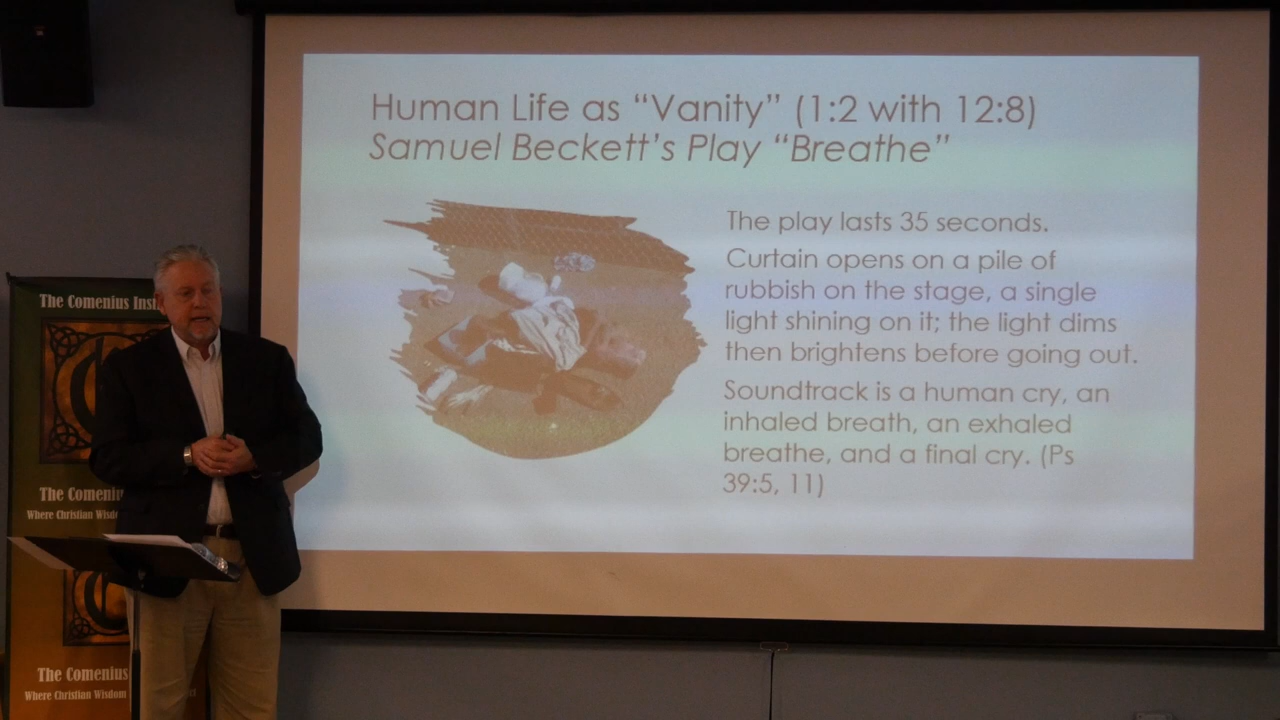 Human Life as “Vanity” (1:2 with 12:8)
Samuel Beckett’s Play “Breathe”
The play lasts 35 seconds.
Curtain opens on a pile of
rubbish on the stage, a single
light shining on it; the light dims
then brightens before going out.
Soundtrack is a human cry, an
inhaled breath, an exhaled
breathe, and a final cry. (Ps
39:5, 11)
The Comenius Ins
C
The Comeniu
Where Christian Wisd
C
The Comenius
Where Christian Wisdom